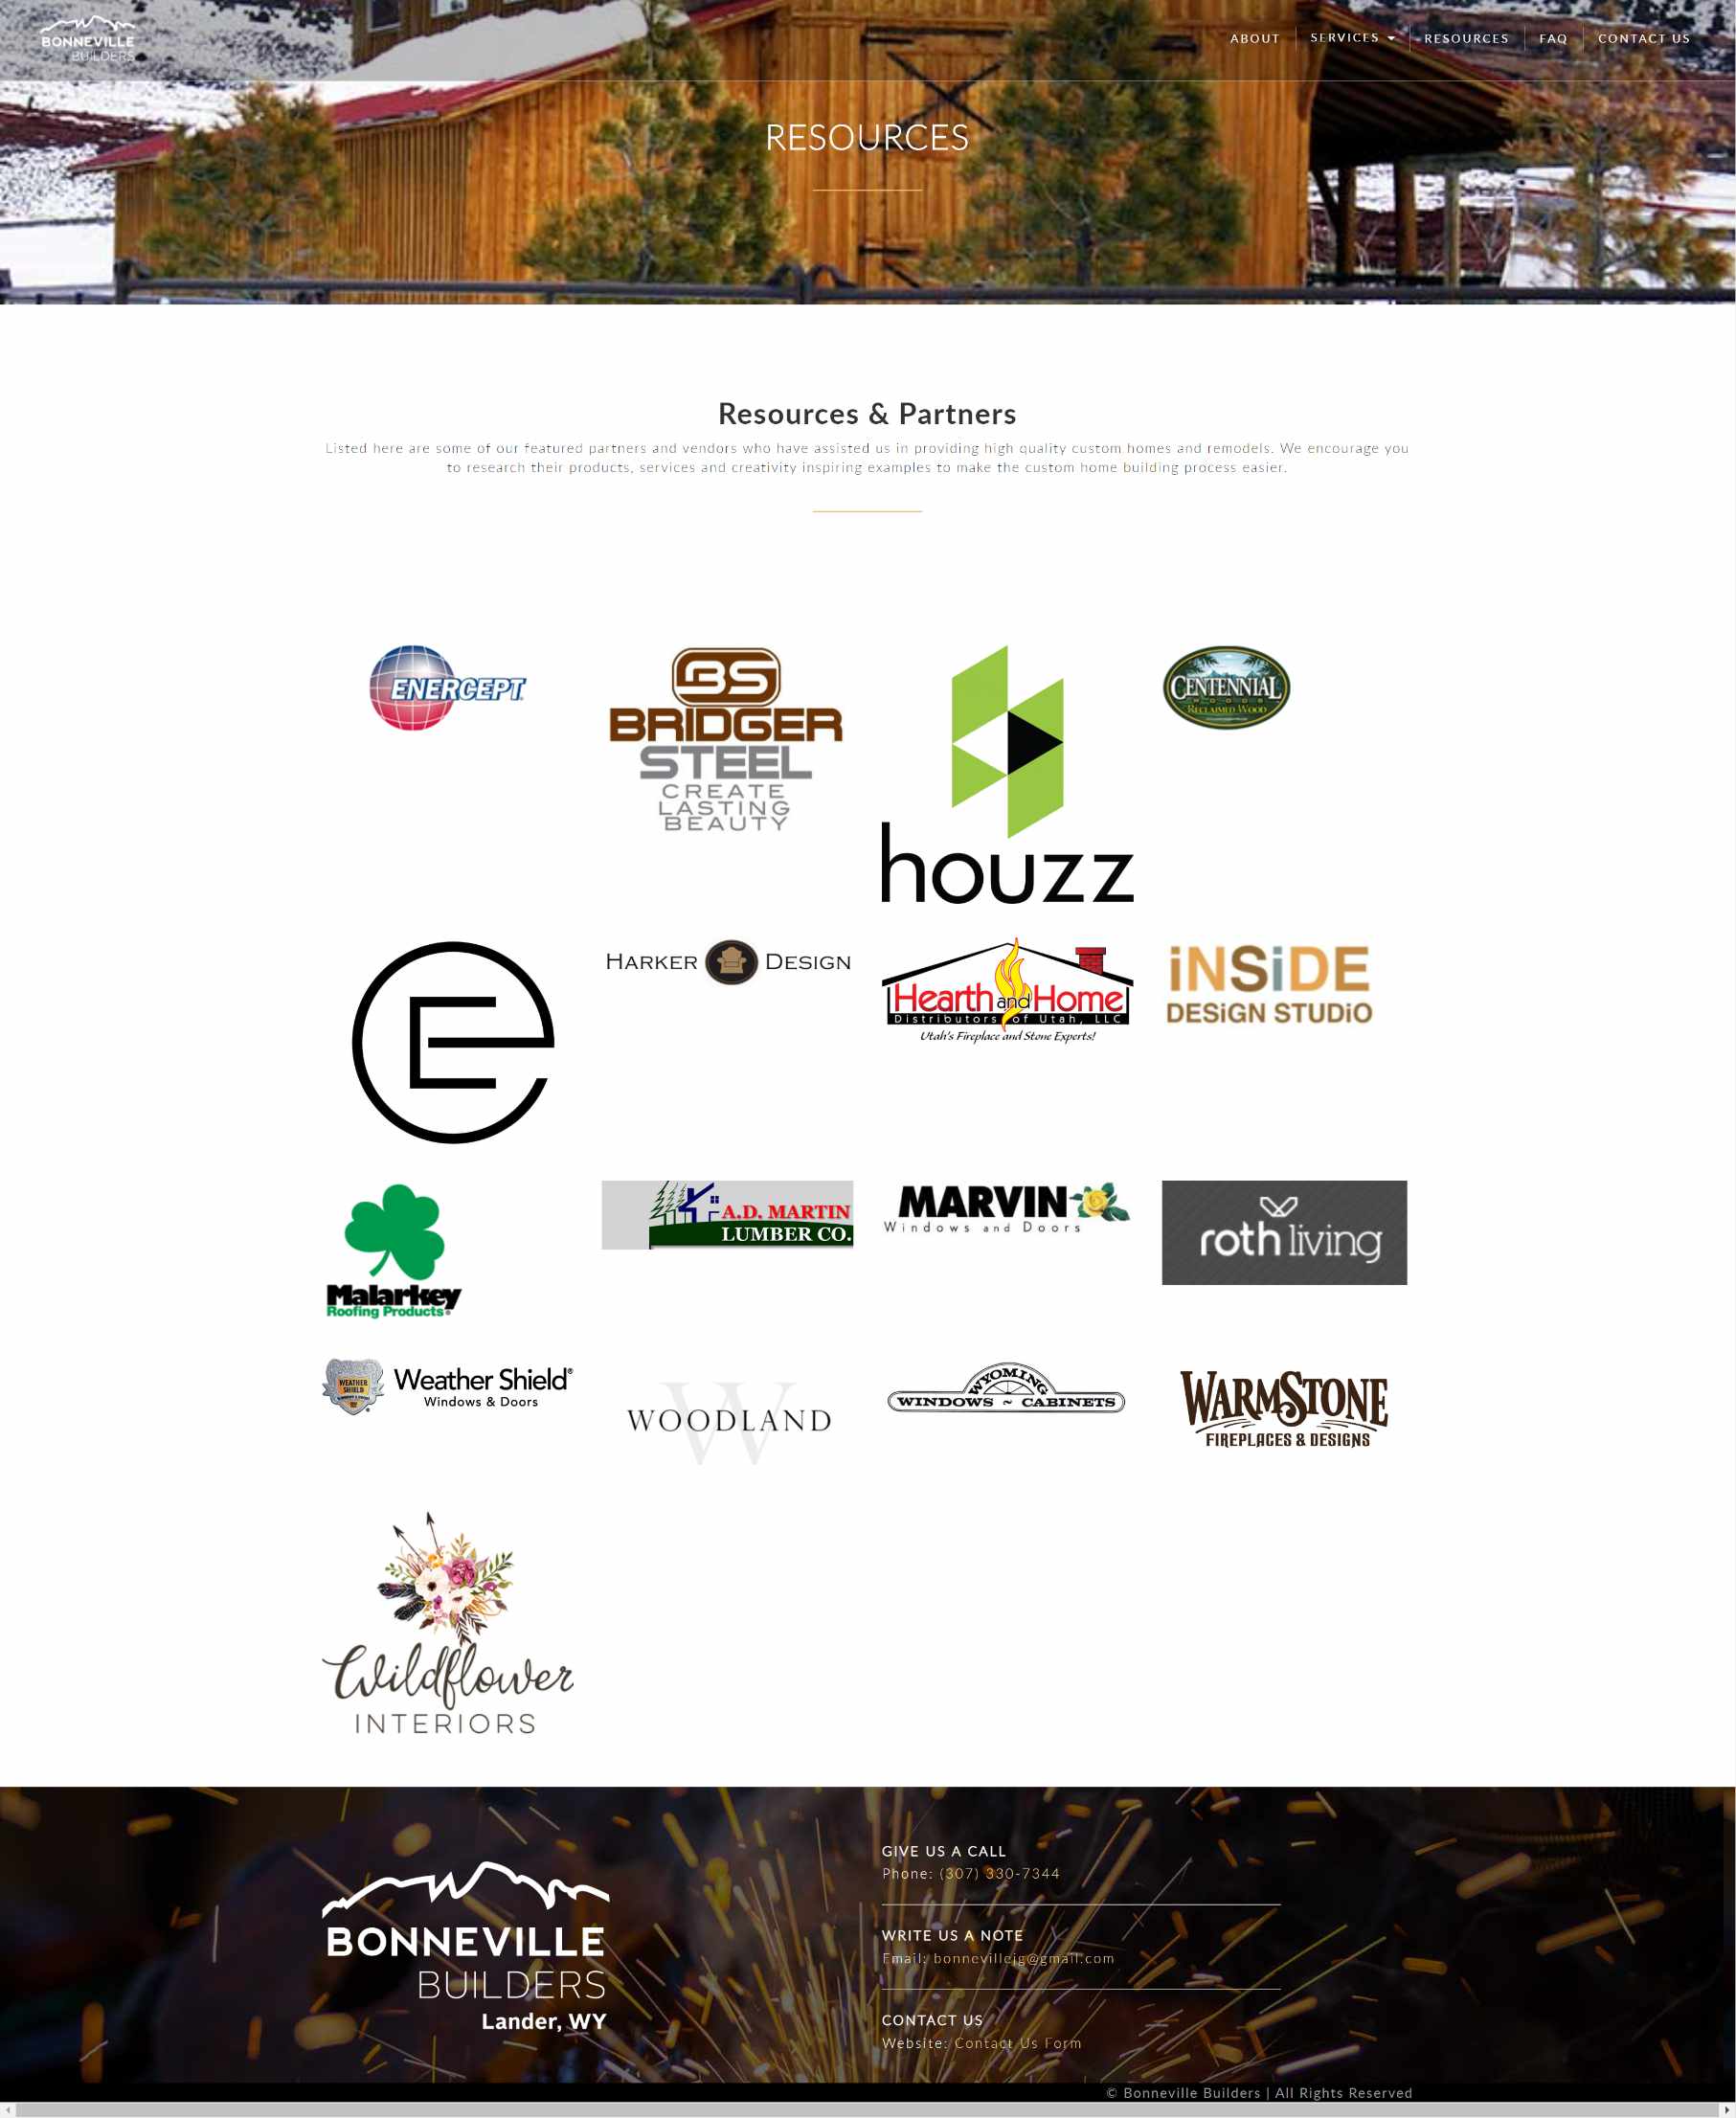 BONNEVILLE
BUILDERS
ABOUT
SERVICES
RESOURCES
FAQ
CONTACT US
RESOURCES
Resources & Partners
Listed here are some of our featured partners and vendors who have assisted us in providing high quality custom homes and remodels. We encourage you
to research their products, services and creativity inspiring examples to make the custom home building process easier.
ENERCEPT
BS
BRIDGER
STEEL
CREATE
LASTING
BEAUTY
houzz
CENTENNIAL
WOODS
RECLAIMED WOOD
E
HARKER DESIGN
Hearth and Home
Distributors of Utah, LLC
Utah's Fireplace and Stone Experts!
iNSiDE
DESiGN STUDiO
Malarkey
Roofing Products®
A.D. MARTIN
LUMBER CO.
MARVIN
Windows and Doors
roth living
WEATHER
SHIELD
Weather Shield®
Windows & Doors
W
WOODLAND
WYOMING
WINDOWS ~ CABINETS
WARMSTONE
FIREPLACES & DESIGNS
Wildflower
INTERIORS
BONNEVILLE
BUILDERS
Lander, WY
GIVE US A CALL
Phone: (307) 330-7344
WRITE US A NOTE
Email: bonnevillejg@gmail.com
CONTACT US
Website: Contact Us Form
© Bonneville Builders | All Rights Reserved